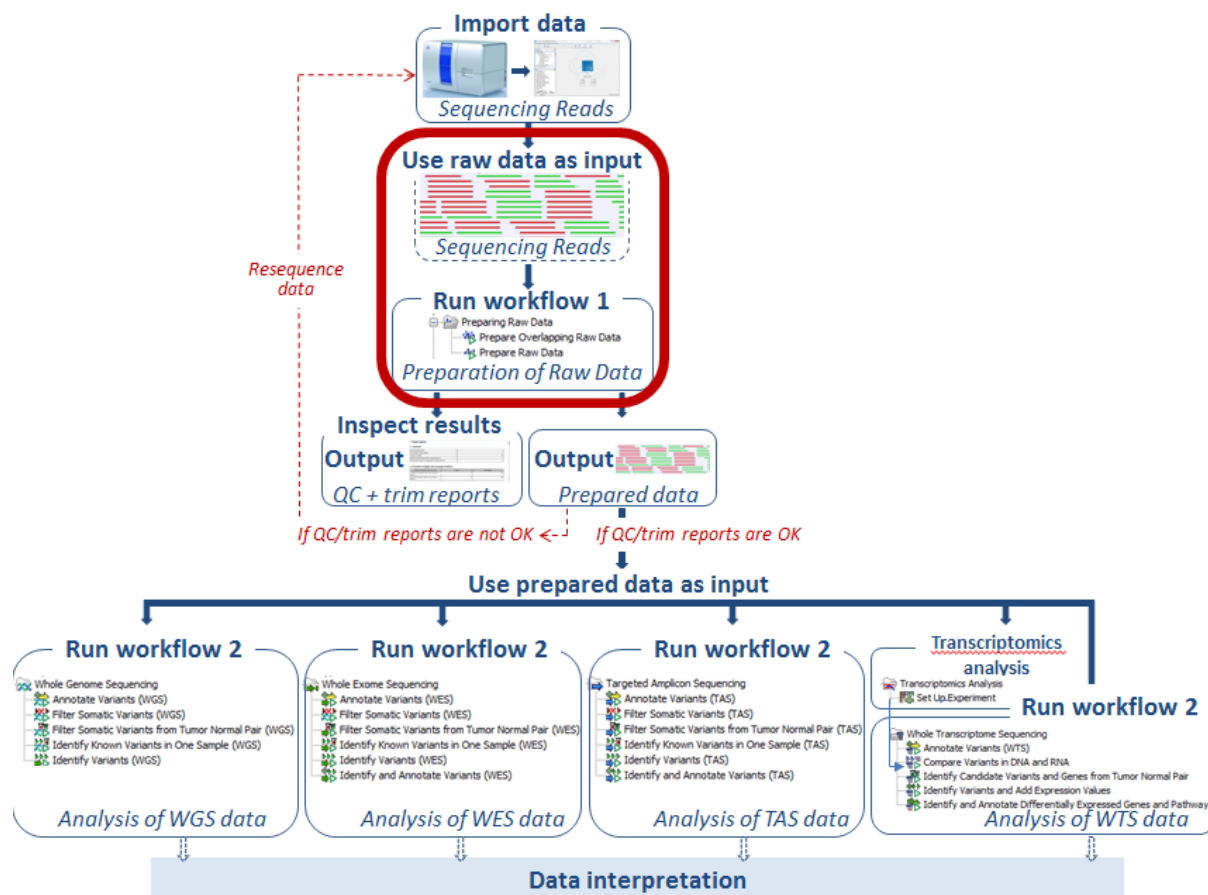 Import data
Sequencing Reads
Use raw data as input
Sequencing Reads
Resequence
data
Run workflow 1
Preparing Raw Data
Prepare Overlapping Raw Data
Prepare Raw Data
Preparation of Raw Data
Inspect results
Output
QC + trim reports
Output
Prepared data
If QC/trim reports are not OK
If QC/trim reports are OK
Use prepared data as input
Run workflow 2
Whole Genome Sequencing
Annotate Variants (WGS)
Filter Somatic Variants (WGS)
Filter Somatic Variants from Tumor Normal Pair (WGS)
Identify Known Variants in One Sample (WGS)
Identify Variants (WGS)
Analysis of WGS data
Run workflow 2
Whole Exome Sequencing
Annotate Variants (WES)
Filter Somatic Variants (WES)
Filter Somatic Variants from Tumor Normal Pair (WES)
Identify Known Variants in One Sample (WES)
Identify Variants (WES)
Identify and Annotate Variants (WES)
Analysis of WES data
Run workflow 2
Targeted Amplicon Sequencing
Annotate Variants (TAS)
Filter Somatic Variants (TAS)
Filter Somatic Variants from Tumor Normal Pair (TAS)
Identify Known Variants in One Sample (TAS)
Identify Variants (TAS)
Identify and Annotate Variants (TAS)
Analysis of TAS data
Transcriptomics
analysis
Transcriptomics Analysis
Set Up Experiment
Run workflow 2
Whole Transcriptome Sequencing
Annotate Variants (WTS)
Compare Variants in DNA and RNA
Identify Candidate Variants and Genes from Tumor Normal Pair
Identify Variants and Add Expression Values
Identify and Annotate Differentially Expressed Genes and Pathway
Analysis of WTS data
Data interpretation